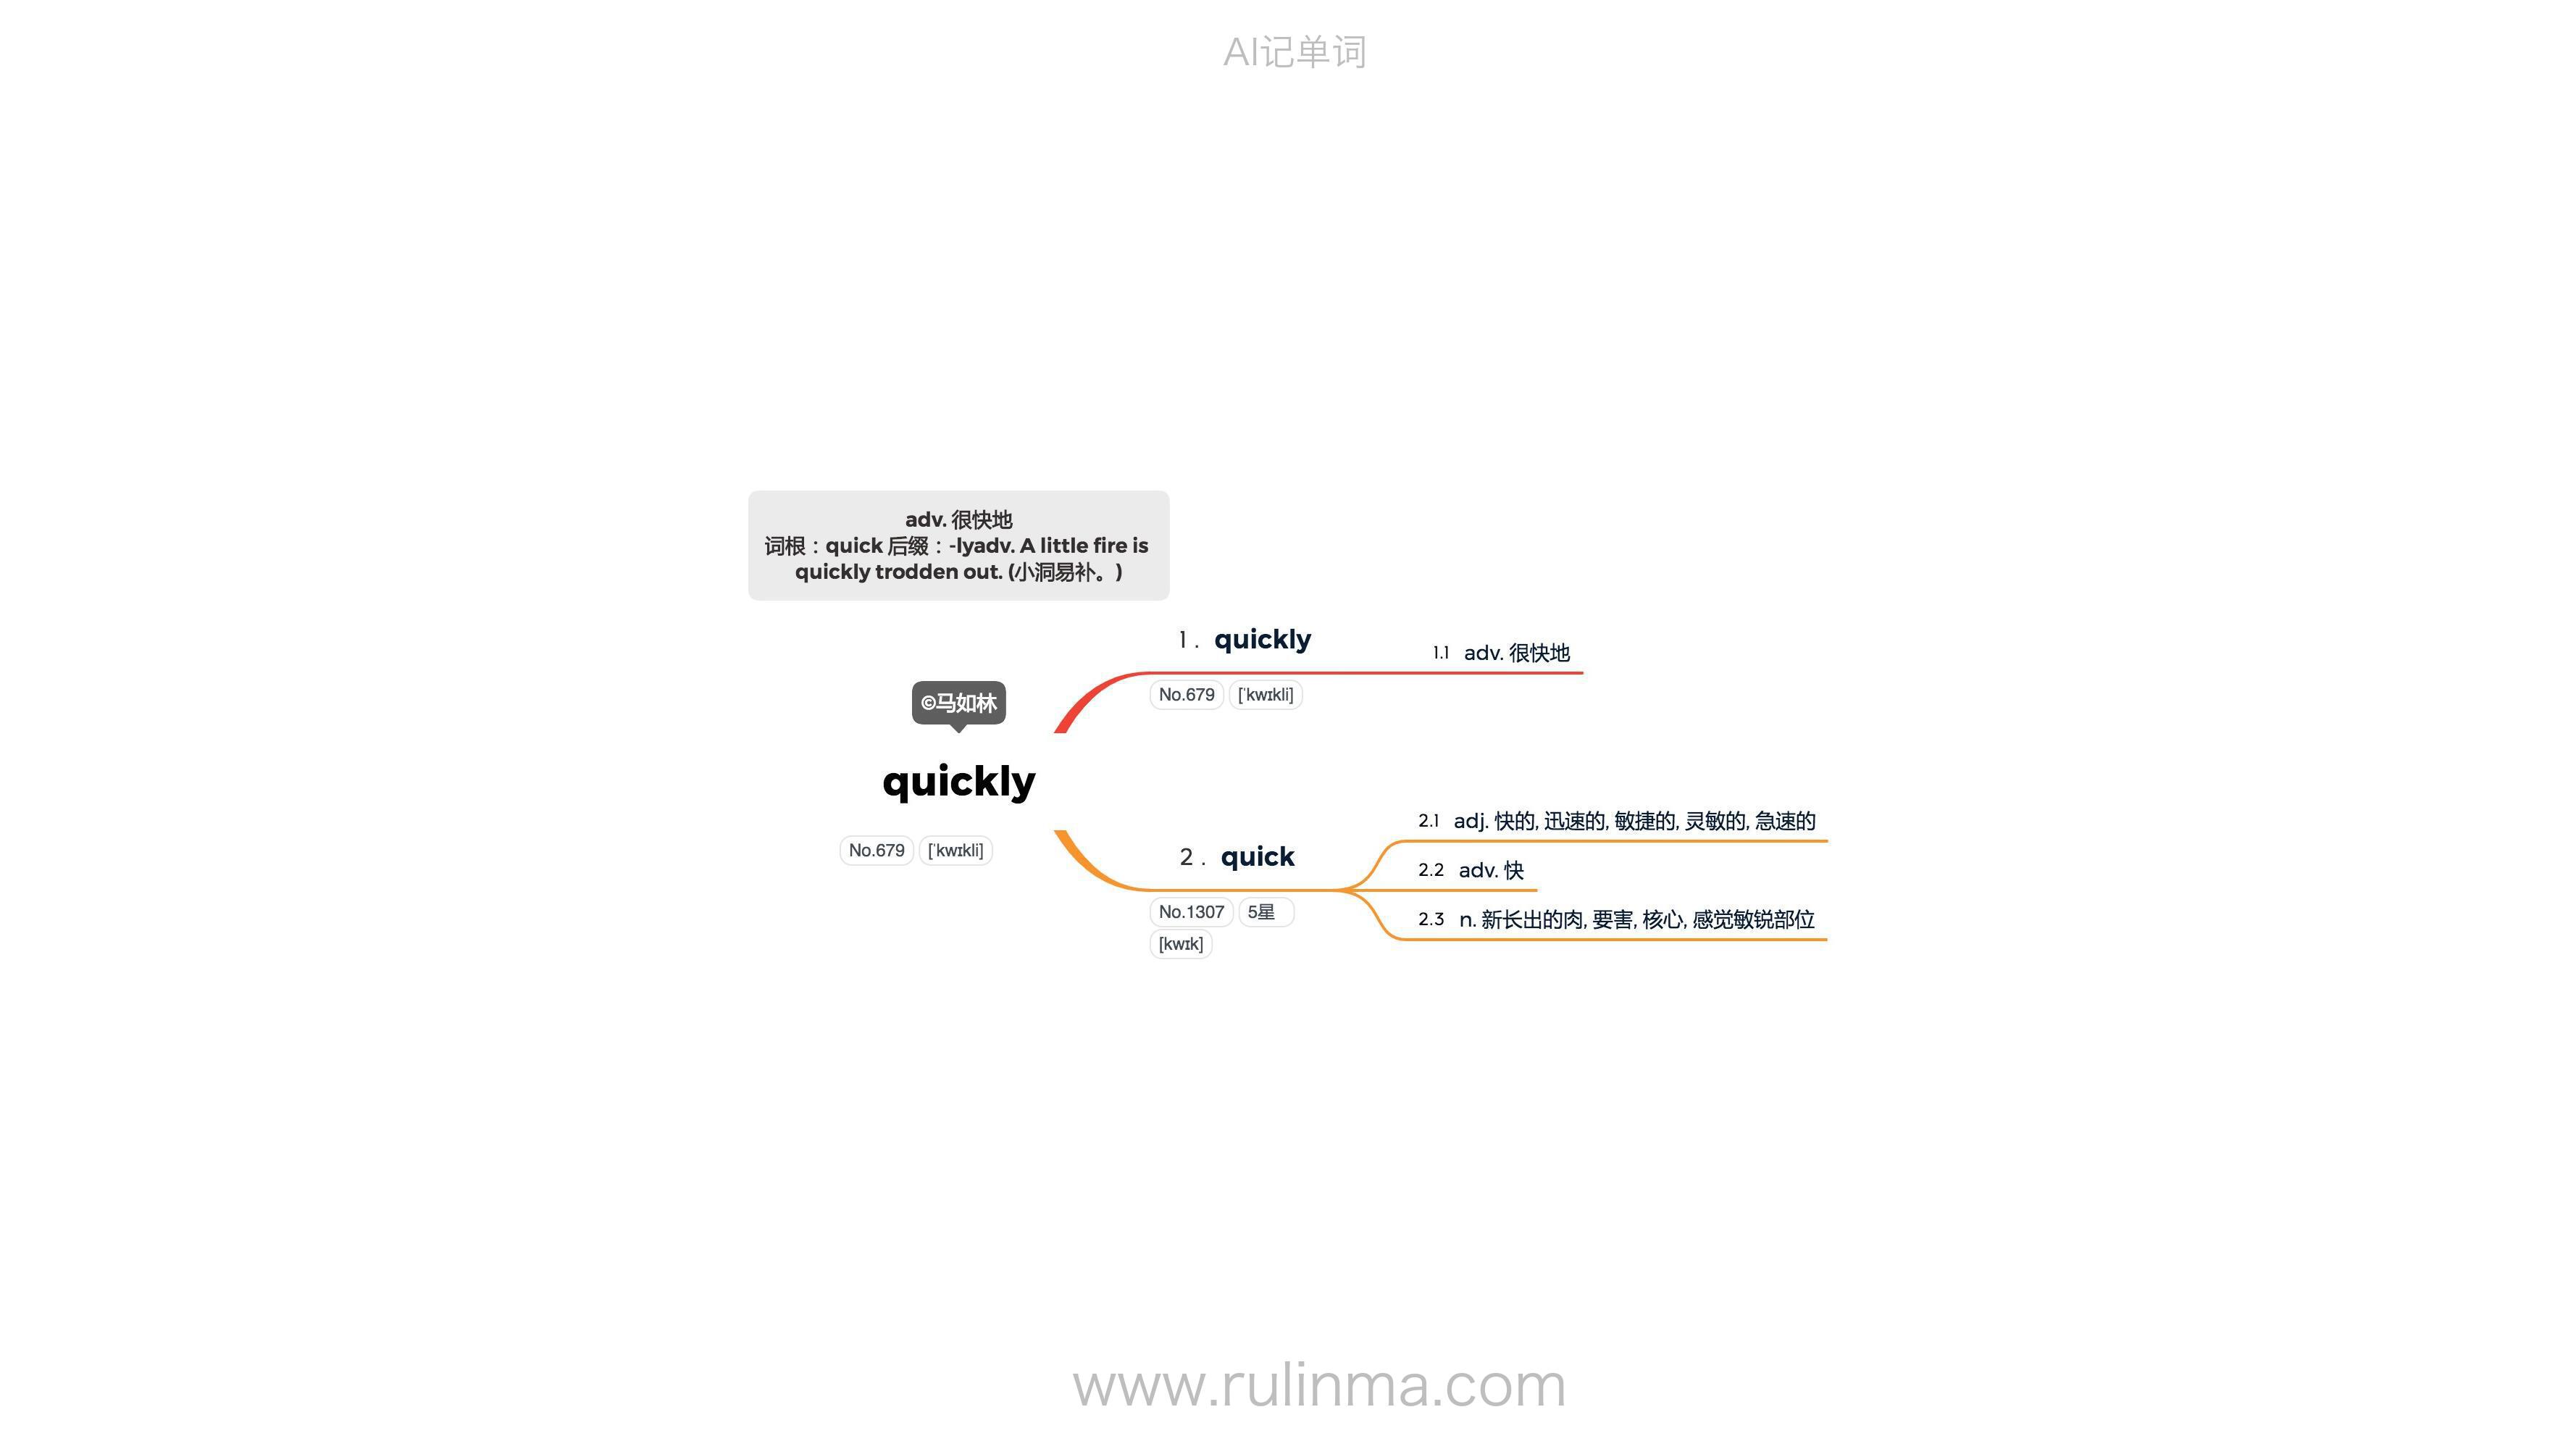 AI记单词
adv. 很快地
词根：quick 后缀：-lyadv. A little fire is
quickly trodden out. (小洞易补。)
©马如林
quickly
No.679 [ˈkwɪkli]
1. quickly
No.679 [ˈkwɪkli]
1.1 adv. 很快地
2. quick
No.1307 5星
[kwɪk]
2.1 adj. 快的, 迅速的, 敏捷的, 灵敏的, 急速的
2.2 adv. 快
2.3 n. 新长出的肉, 要害, 核心, 感觉敏锐部位
www.rulinma.com